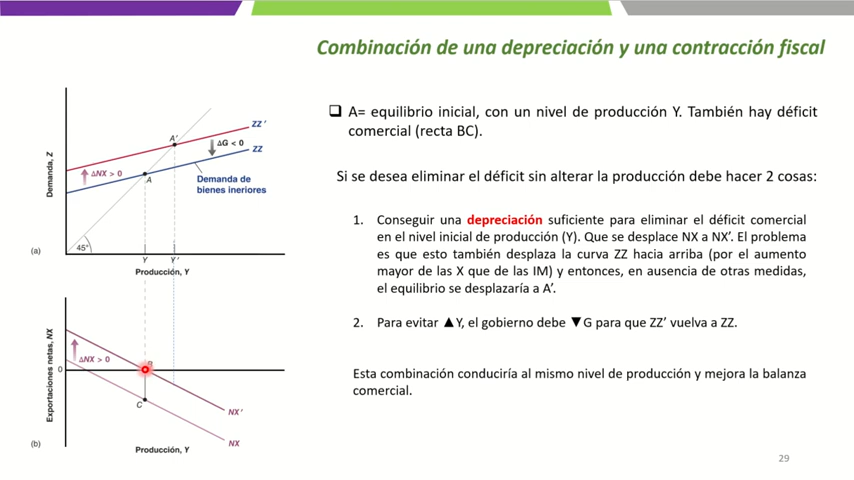 Combinación de una depreciación y una contracción fiscal
A= equilibrio inicial, con un nivel de producción Y. También hay déficit
comercial (recta BC).
Si se desea eliminar el déficit sin alterar la producción debe hacer 2 cosas:
1. Conseguir una depreciación suficiente para eliminar el déficit comercial
en el nivel inicial de producción (Y). Que se desplace NX a NX’. El problema
es que esto también desplaza la curva ZZ hacia arriba (por el aumento
mayor de las X que de las IM) y entonces, en ausencia de otras medidas,
el equilibrio se desplazaría a A’.
2. Para evitar ▲Y, el gobierno debe ▼G para que ZZ’ vuelva a ZZ.
Esta combinación conduciría al mismo nivel de producción y mejora la balanza
comercial.
Demanda, Z
ZZ'
A'
ΔG < 0
ZZ
ΔNX > 0
A
Demanda de
bienes ineriores
45°
(a)
Y
Y'
Producción, Y
Exportaciones netas, NX
ΔNX > 0
0
B
C
NX'
NX
(b)
Producción, Y
29